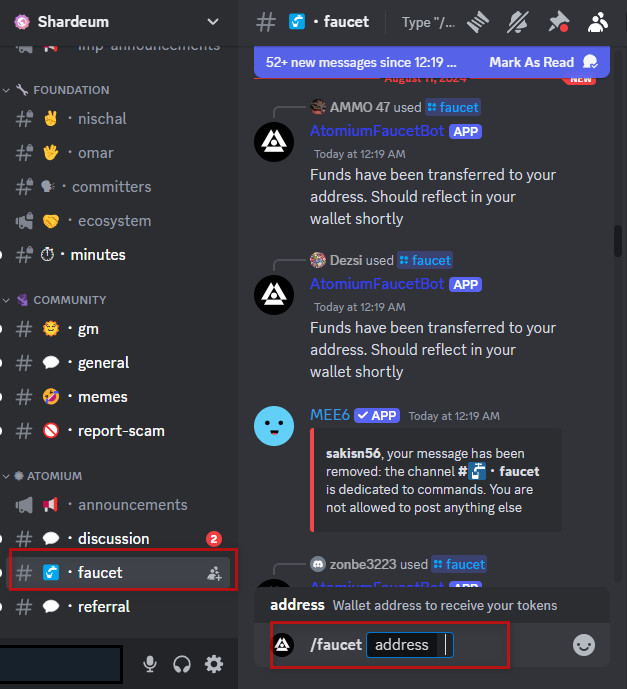 Shardeum
imp-announcements
FOUNDATION
nischal
omar
committers
ecosystem
minutes
COMMUNITY
gm
general
memes
report-scam
ATOMIUM
announcements
discussion 2
faucet
referral
# · faucet Type "/...
52+ new messages since 12:19 ... Mark As Read
August 11, 2024 NEW
AMMO 47 used faucet
AtomiumFaucetBot APP
Today at 12:19 AM
Funds have been transferred to your
address. Should reflect in your
wallet shortly
Dezsi used faucet
AtomiumFaucetBot APP
Today at 12:19 AM
Funds have been transferred to your
address. Should reflect in your
wallet shortly
MEE6 ✓ APP Today at 12:19 AM
sakisn56, your message has been
removed: the channel # · faucet
is dedicated to commands. You are
not allowed to post anything else
zonbe3223 used faucet
AtomiumFaucetBot APP
address Wallet address to receive your tokens
/faucet address